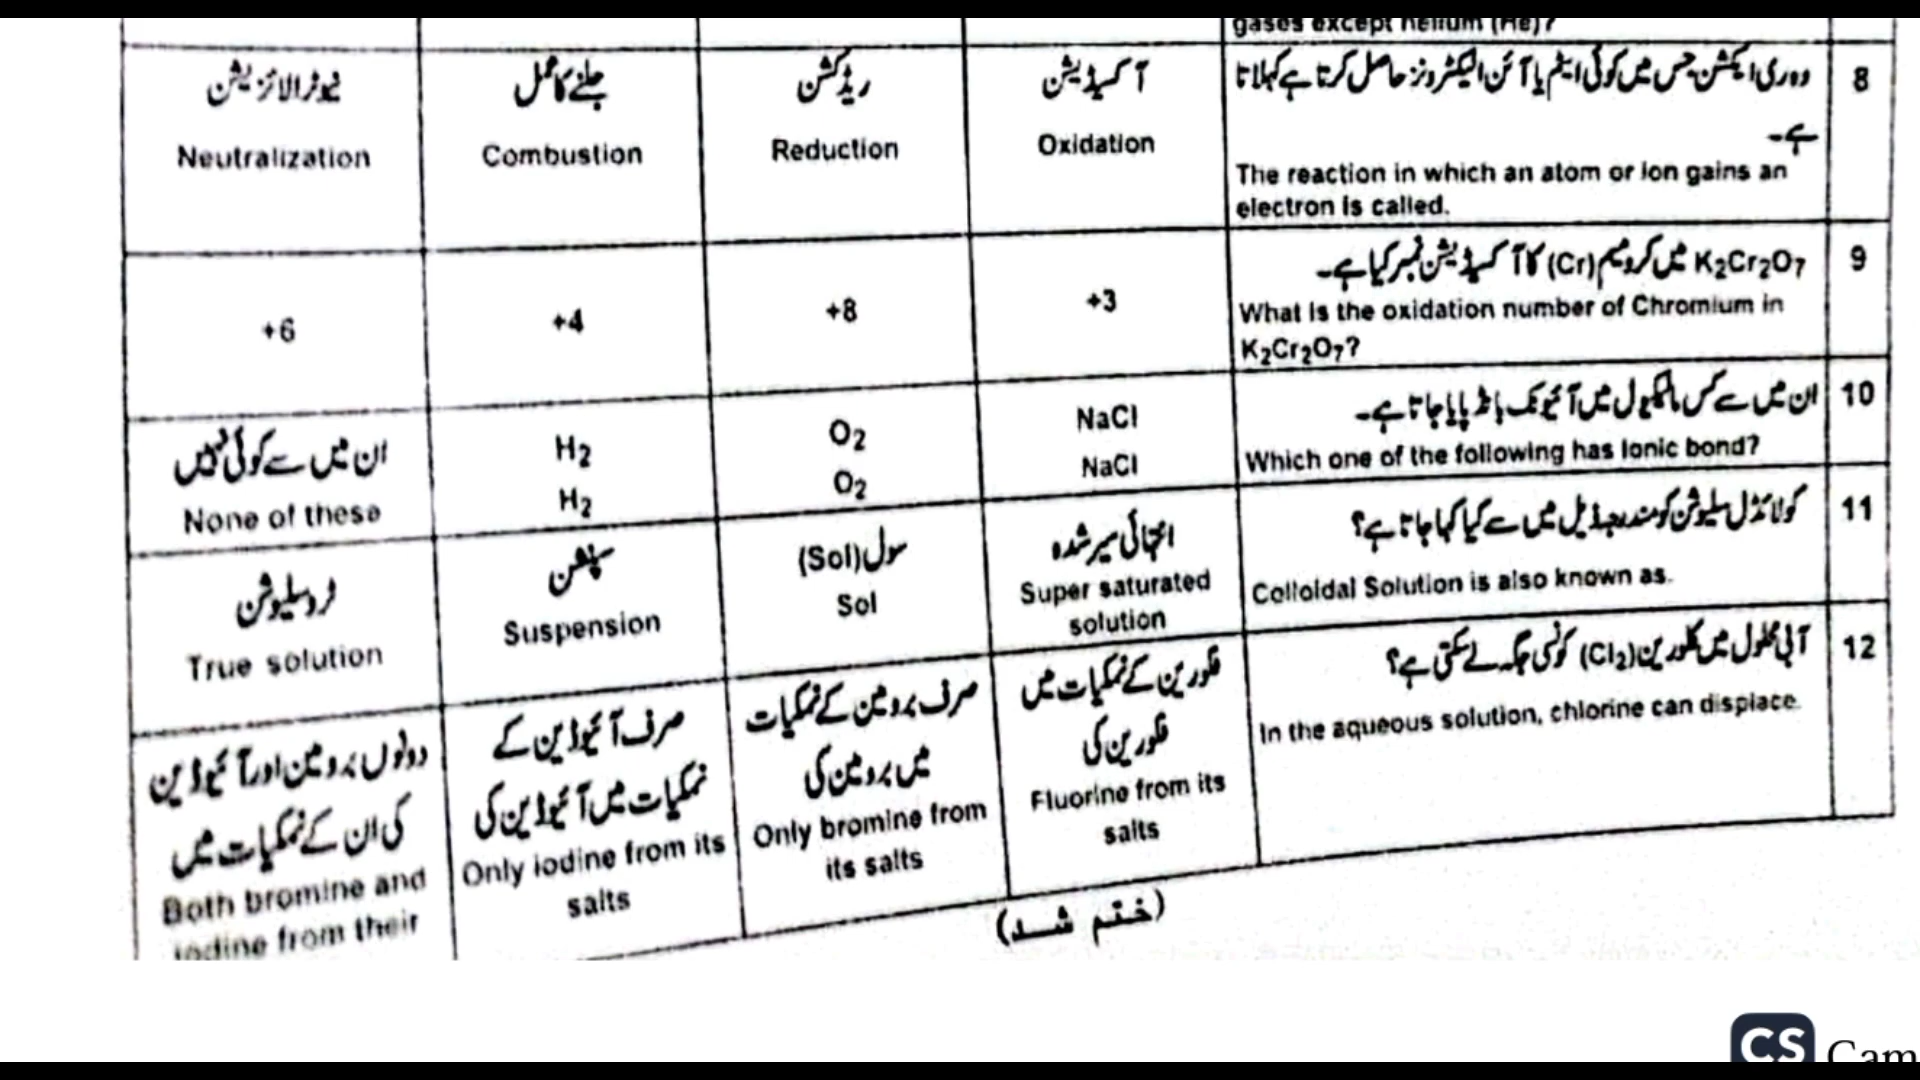 gases except helium (He)?
8
وہ ری ایکشن جس میں کوئی ایٹم یا آئن الیکٹرونز حاصل کرتا ہے کہلاتا
ہے۔
The reaction in which an atom or Ion gains an
electron is called.
آکسیڈیشن
Oxidation
ریڈکشن
Reduction
جلنے کا عمل
Combustion
نیوٹرالائزیشن
Neutralization
9
K2Cr2O7 میں کرومیم (Cr) کا آکسیڈیشن نمبر کیا ہے۔
What is the oxidation number of Chromium in
K2Cr2O7?
+3
+8
+4
+6
10
ان میں سے کس مالیکیول میں آئیونک بانڈ پایا جاتا ہے۔
Which one of the following has Ionic bond?
NaCl
NaCl
O2
O2
H2
H2
ان میں سے کوئی نہیں
None of these
11
کولائڈل سلیوشن کو مندرجہ ذیل میں سے کیا کہا جاتا ہے؟
Colloidal Solution is also known as.
انتہائی سیر شدہ
Super saturated
solution
سول (Sol)
Sol
سسپنشن
Suspension
ٹرو سلیوشن
True solution
12
آبی محلول میں کلورین (Cl2) کونسی جگہ لے سکتی ہے؟
In the aqueous solution, chlorine can displace.
فلورین کے نمکیات میں
فلورین کی
Fluorine from its
salts
صرف برومین کے نمکیات
میں برومین کی
Only bromine from
its salts
صرف آئیوڈین کے
نمکیات میں آئیوڈین کی
Only iodine from its
salts
دونوں برومین اور آئیوڈین
کی ان کے نمکیات میں
Both bromine and
iodine from their
(ختم شد)
CS Cam